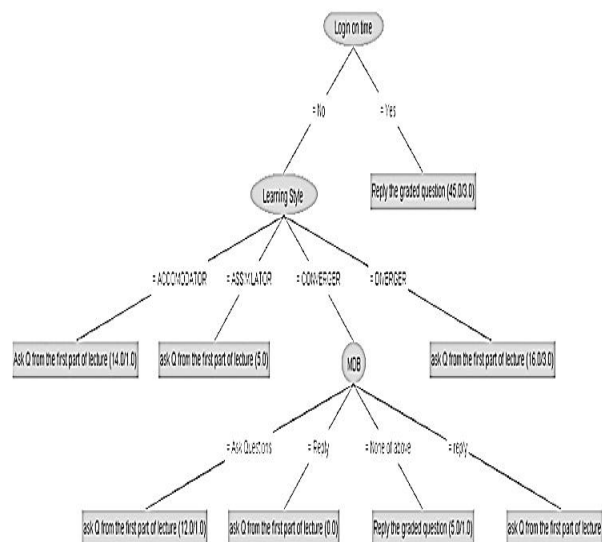 Login on time
= No
= Yes
Learning Style
Reply the graded question (45.0/3.0)
= ACCOMODATOR
= ASSIMILATOR
= CONVERGER
= DIVERGER
Ask Q from the first part of lecture (14.0/1.0)
ask Q from the first part of lecture (5.0)
MDB
ask Q from the first part of lecture (16.0/3.0)
= Ask Questions
= Reply
= None of above
= reply
ask Q from the first part of lecture (12.0/1.0)
ask Q from the first part of lecture (0.0)
Reply the graded question (5.0/1.0)
ask Q from the first part of lecture